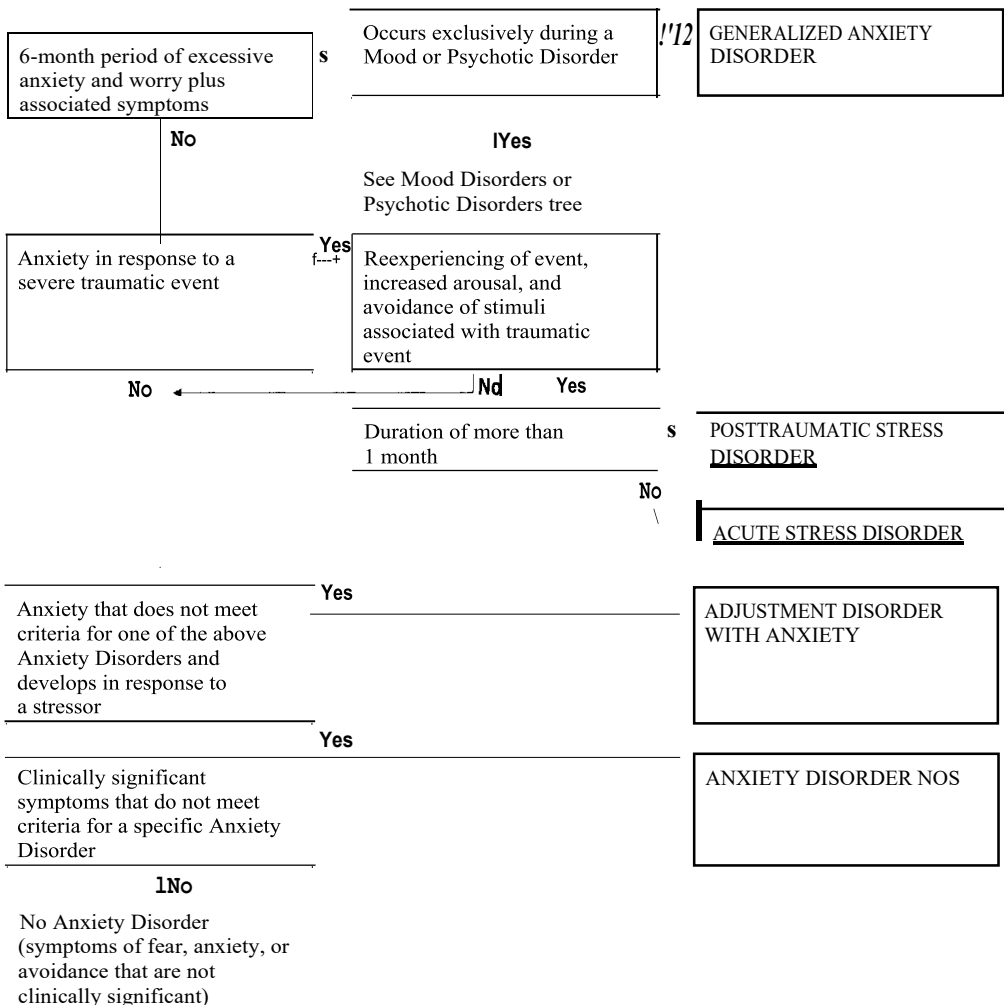 6-month period of excessive
anxiety and worry plus
associated symptoms
s
Occurs exclusively during a
Mood or Psychotic Disorder
!"12
GENERALIZED ANXIETY
DISORDER
No
lYes
See Mood Disorders or
Psychotic Disorders tree
Anxiety in response to a
severe traumatic event
Yes
f---+
Reexperiencing of event,
increased arousal, and
avoidance of stimuli
associated with traumatic
event
No
No
Yes
Duration of more than
1 month
s
POSTTRAUMATIC STRESS
DISORDER
No
\
ACUTE STRESS DISORDER
Anxiety that does not meet
criteria for one of the above
Anxiety Disorders and
develops in response to
a stressor
Yes
ADJUSTMENT DISORDER
WITH ANXIETY
Yes
Clinically significant
symptoms that do not meet
criteria for a specific Anxiety
Disorder
ANXIETY DISORDER NOS
lNo
No Anxiety Disorder
(symptoms of fear, anxiety, or
avoidance that are not
clinically significant)